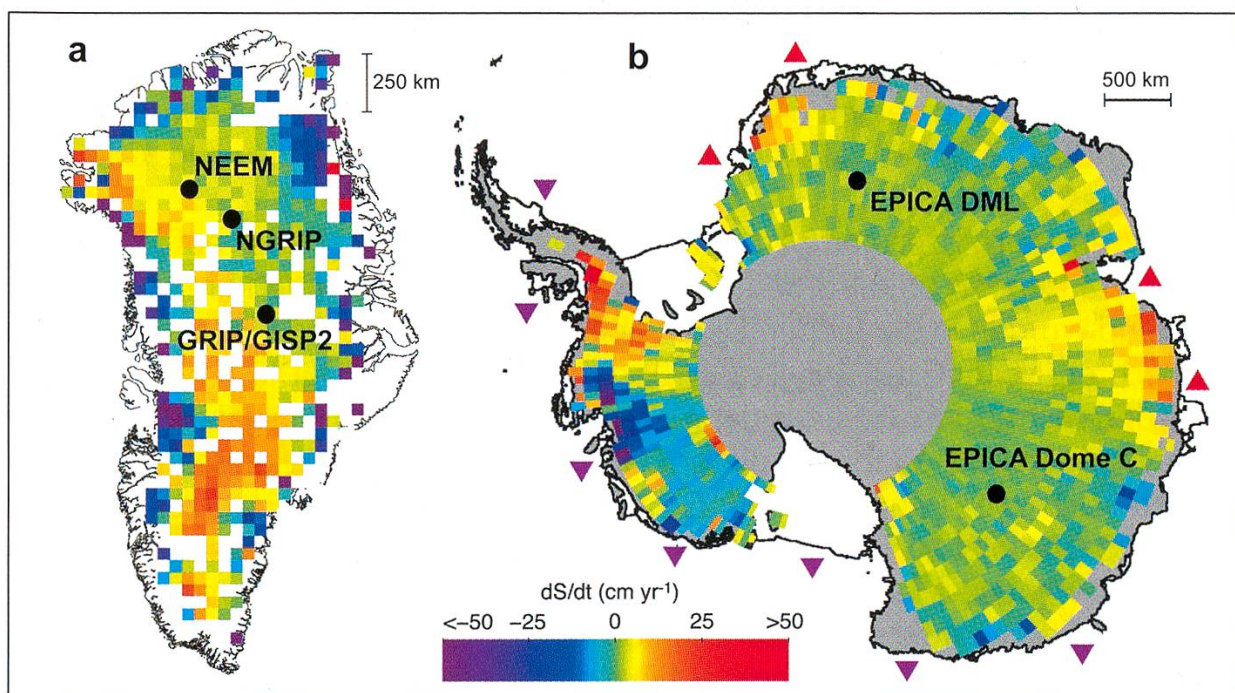 a
250 km
NEEM
NGRIP
GRIP/GISP2
b
500 km
EPICA DML
EPICA Dome C
dS/dt (cm yr⁻¹)
<–50 –25 0 25 >50